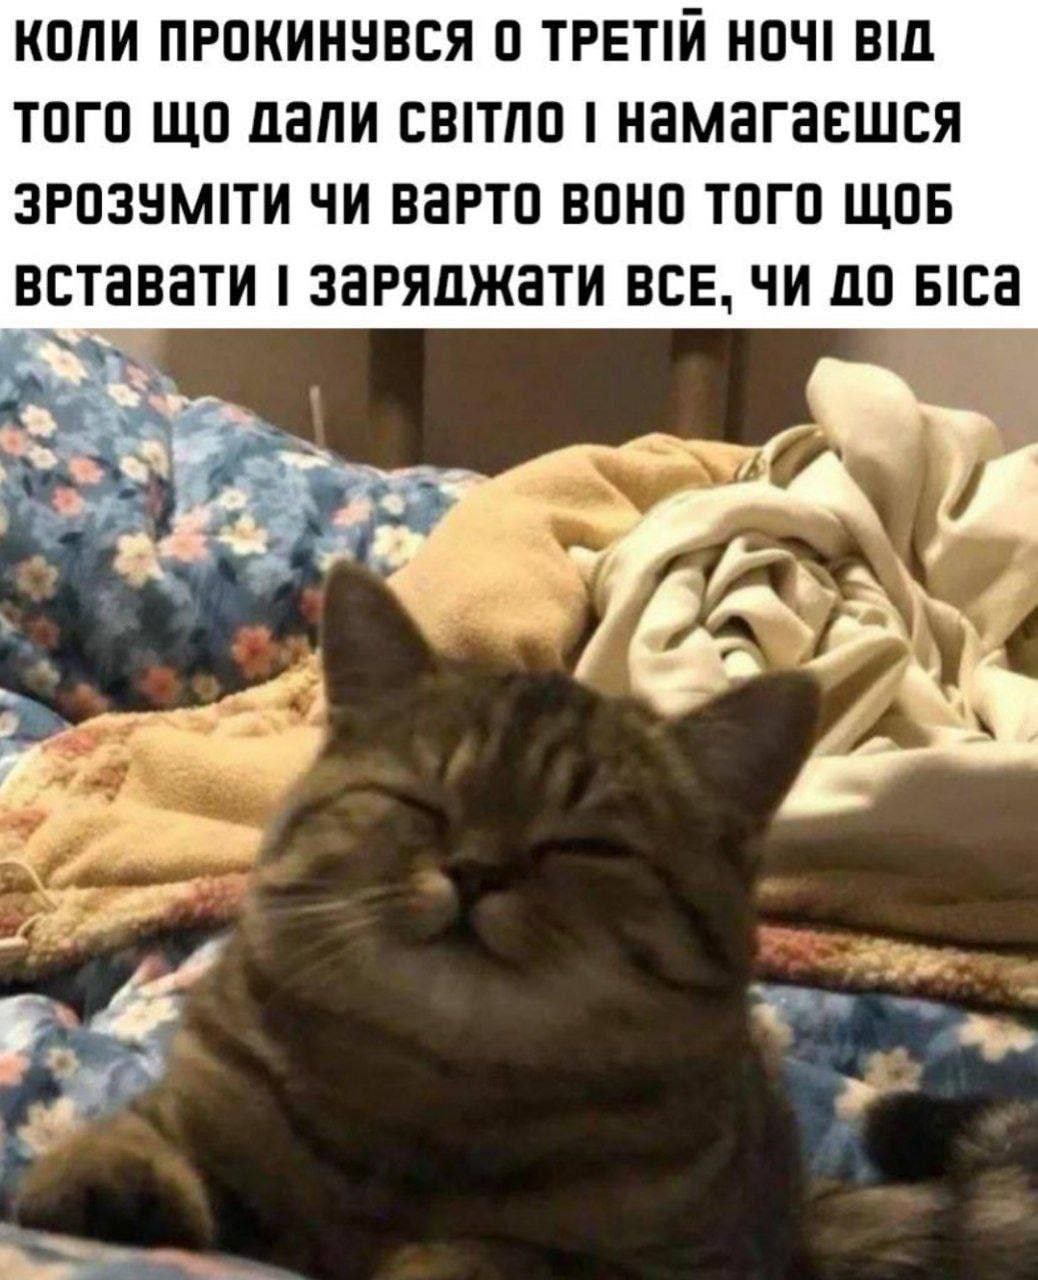 коли прокинувся о третій ночі від
того що дали світло і намагаєшся
зрозуміти чи варто воно того щоб
вставати і заряджати все, чи до біса